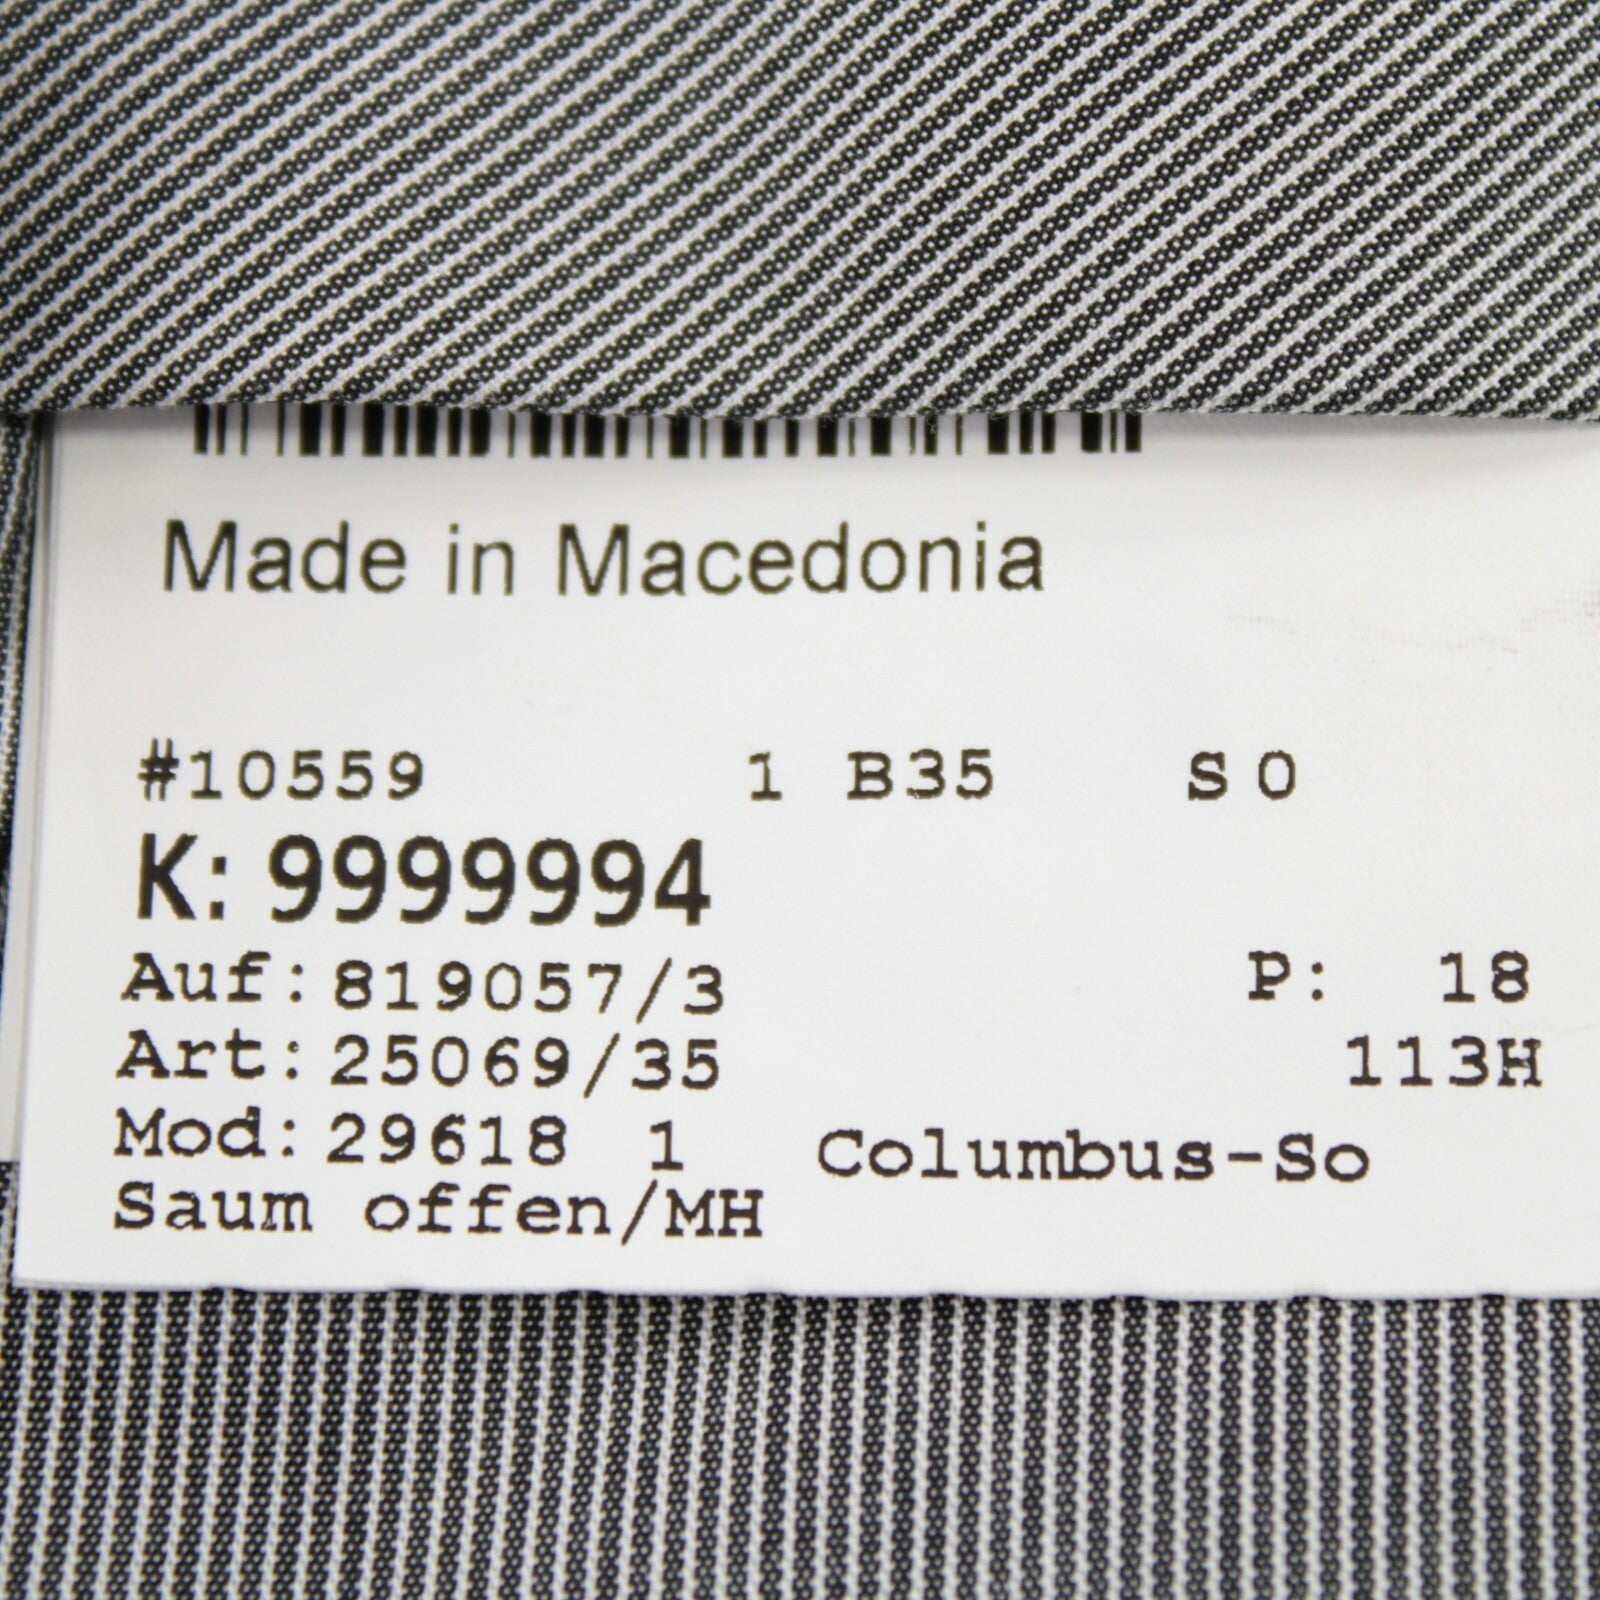 Made in Macedonia
#10559 1 B35 S 0
K: 9999994
Auf: 819057/3 P: 18
Art: 25069/35 113H
Mod: 29618 1 Columbus-So
Saum offen/MH